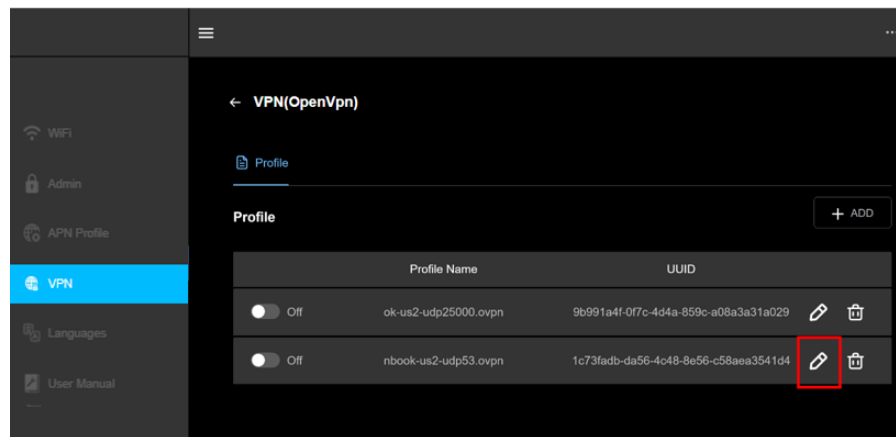 VPN(OpenVpn)
WiFi
Profile
Admin
Profile
+ ADD
APN Profile
Profile Name UUID
VPN
Off ok-us2-udp25000.ovpn 9b991a4f-0f7c-4d4a-859c-a08a3a31a029
Languages
Off nbook-us2-udp53.ovpn 1c73fadb-da56-4c48-8e56-c58aea3541d4
User Manual